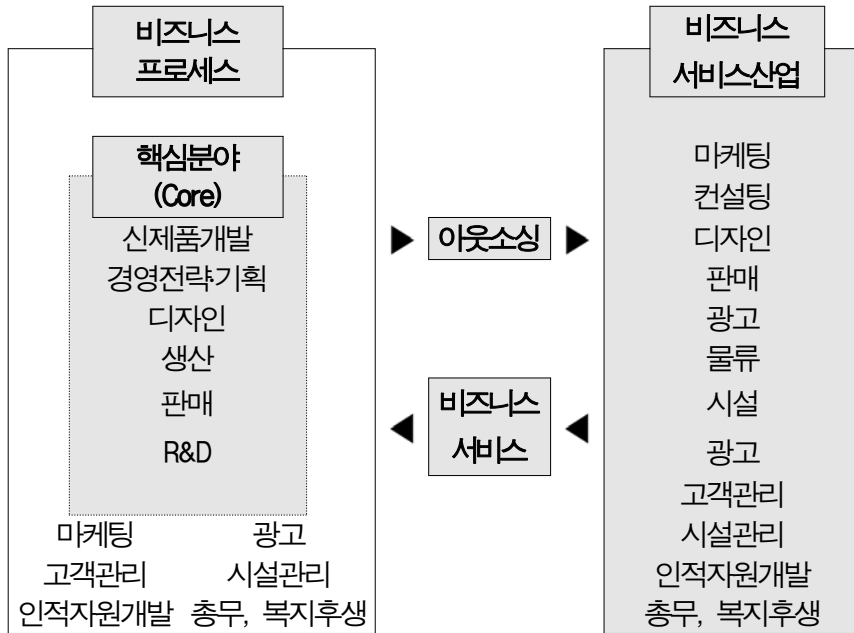 비즈니스
프로세스
핵심분야
(Core)
신제품개발
경영전략·기획
디자인
생산
판매
R&D
마케팅 광고
고객관리 시설관리
인적자원개발 총무, 복지후생
아웃소싱
비즈니스
서비스
비즈니스
서비스산업
마케팅
컨설팅
디자인
판매
광고
물류
시설
광고
고객관리
시설관리
인적자원개발
총무, 복지후생